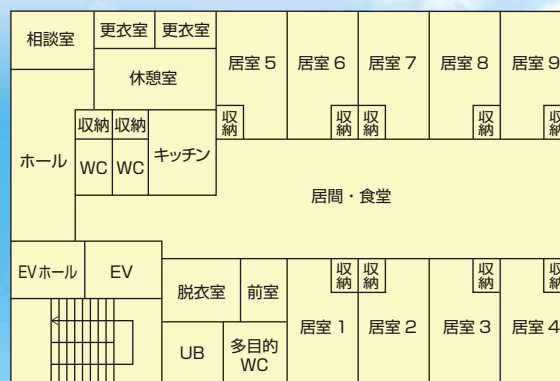 相談室
更衣室
更衣室
居室 5
居室 6
居室 7
居室 8
居室 9
休憩室
収納
収納
収納
収納
収納
収納
収納
ホール
WC
WC
キッチン
居間・食堂
EVホール
EV
脱衣室
前室
収納
収納
収納
収納
居室 1
居室 2
居室 3
居室 4
UB
多目的
WC